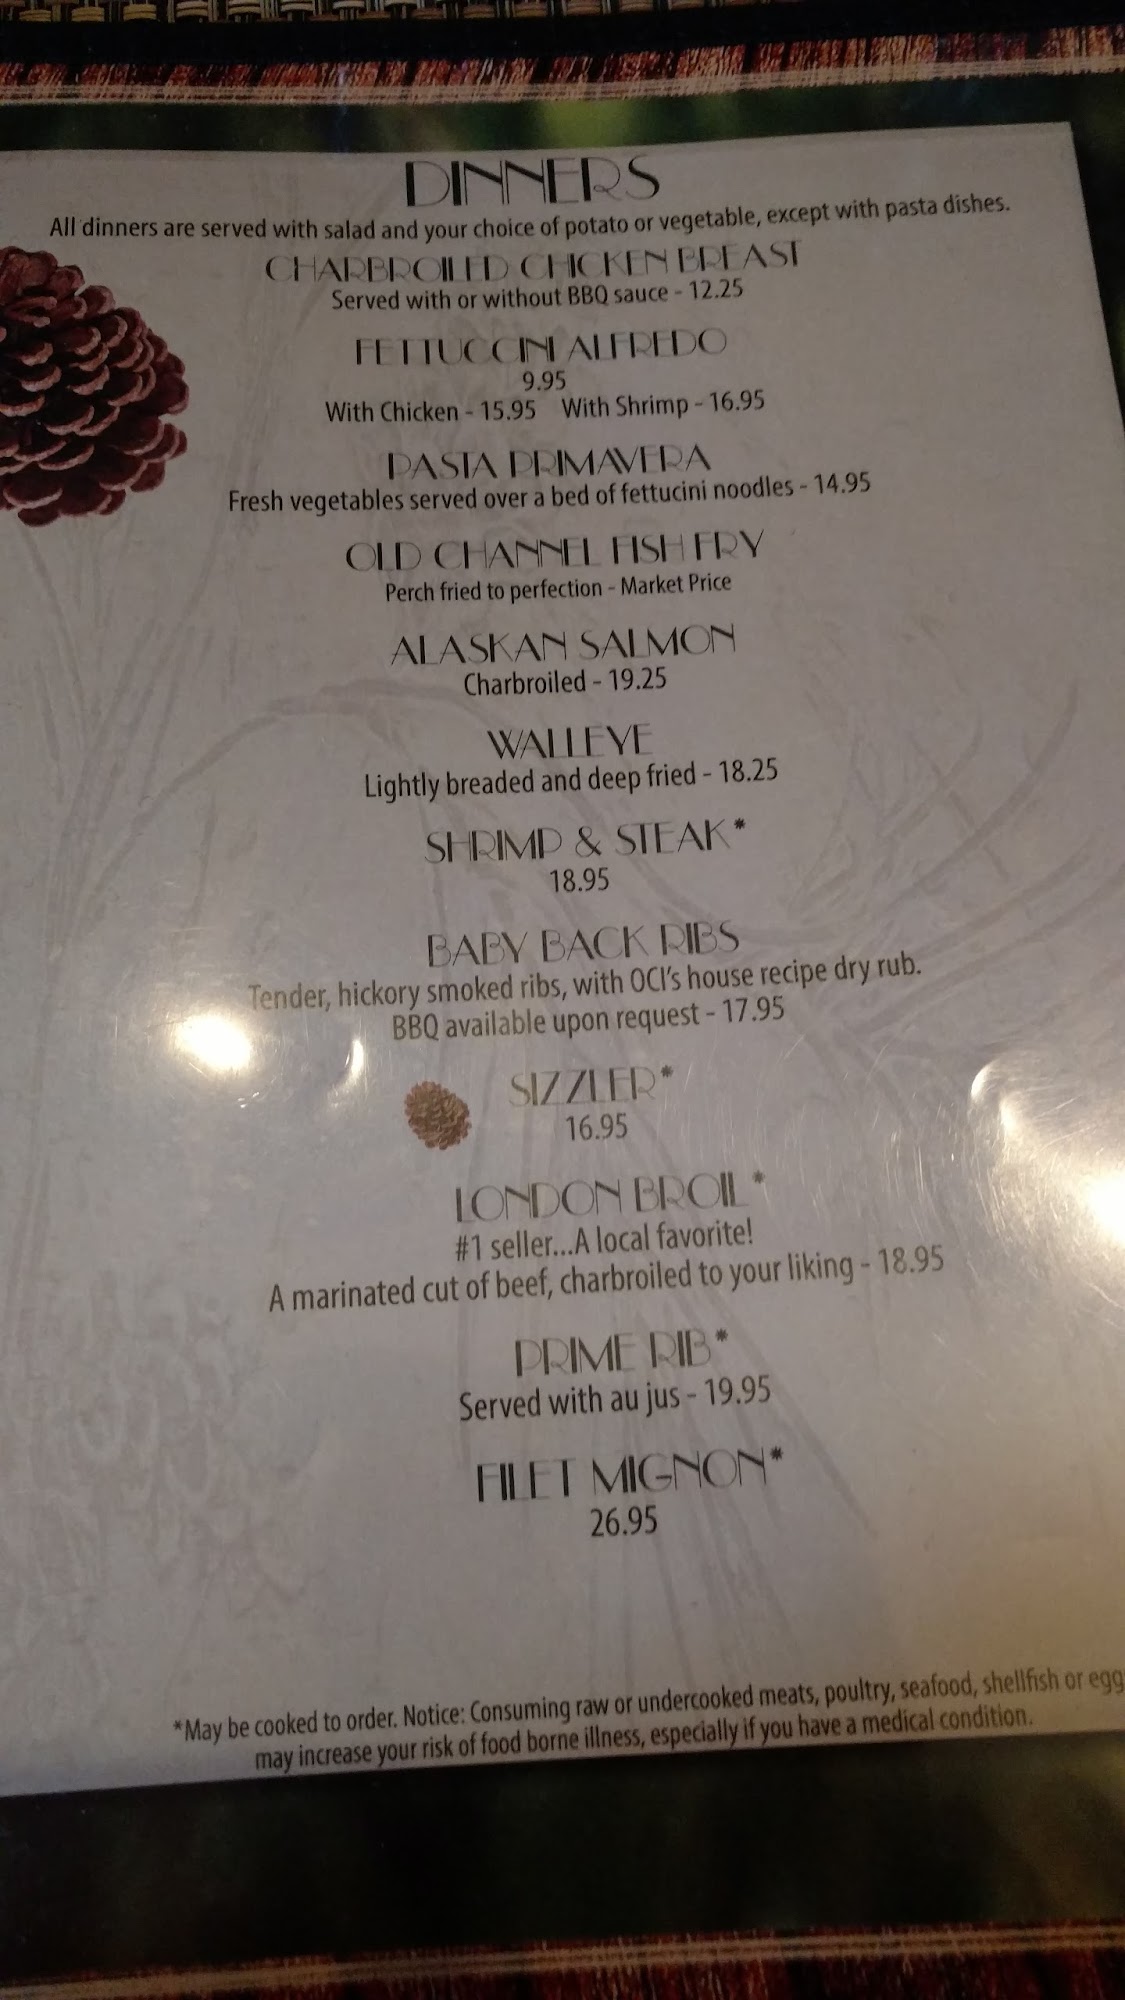 DINNERS
All dinners are served with salad and your choice of potato or vegetable, except with pasta dishes.
CHARBROILED CHICKEN BREAST
Served with or without BBQ sauce - 12.25
FETTUCCINI ALFREDO
9.95
With Chicken - 15.95 With Shrimp - 16.95
PASTA PRIMAVERA
Fresh vegetables served over a bed of fettucini noodles - 14.95
OLD CHANNEL FISH FRY
Perch fried to perfection - Market Price
ALASKAN SALMON
Charbroiled - 19.25
WALLEYE
Lightly breaded and deep fried - 18.25
SHRIMP & STEAK*
18.95
BABY BACK RIBS
Tender, hickory smoked ribs, with OCI's house recipe dry rub.
BBQ available upon request - 17.95
SIZZLER*
16.95
LONDON BROIL*
#1 seller...A local favorite!
A marinated cut of beef, charbroiled to your liking - 18.95
PRIME RIB*
Served with au jus - 19.95
FILET MIGNON*
26.95
*May be cooked to order. Notice: Consuming raw or undercooked meats, poultry, seafood, shellfish or egg
may increase your risk of food borne illness, especially if you have a medical condition.